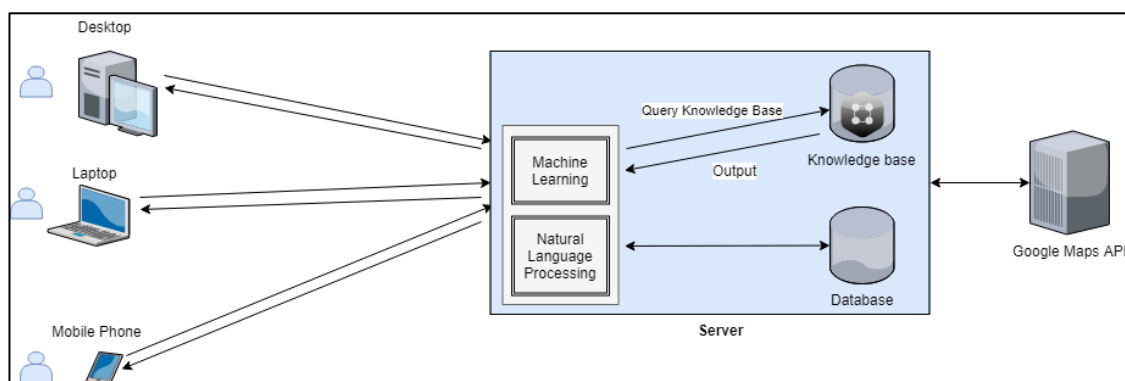 Desktop
Laptop
Mobile Phone
Machine
Learning
Natural
Language
Processing
Query Knowledge Base
Output
Knowledge base
Database
Server
Google Maps API